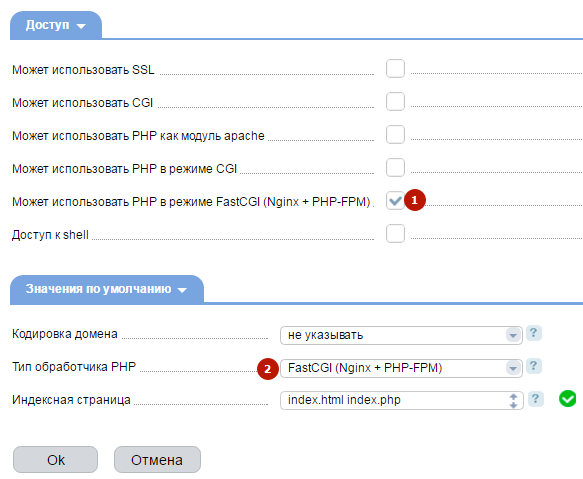 Доступ
Может использовать SSL
Может использовать CGI
Может использовать PHP как модуль apache
Может использовать PHP в режиме CGI
Может использовать PHP в режиме FastCGI (Nginx + PHP-FPM) 1
Доступ к shell
Значения по умолчанию
Кодировка домена не указывать ?
Тип обработчика PHP 2 FastCGI (Nginx + PHP-FPM) ?
Индексная страница index.html index.php ?
Ok Отмена